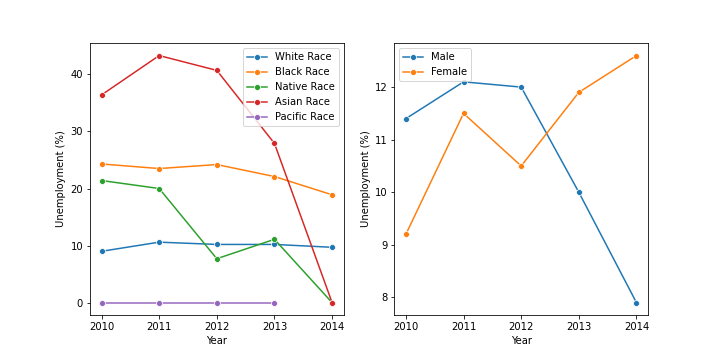 White Race
Black Race
Native Race
Asian Race
Pacific Race
40
30
20
10
0
Unemployment (%)
2010 2011 2012 2013 2014
Year
Male
Female
12
11
10
9
8
Unemployment (%)
2010 2011 2012 2013 2014
Year